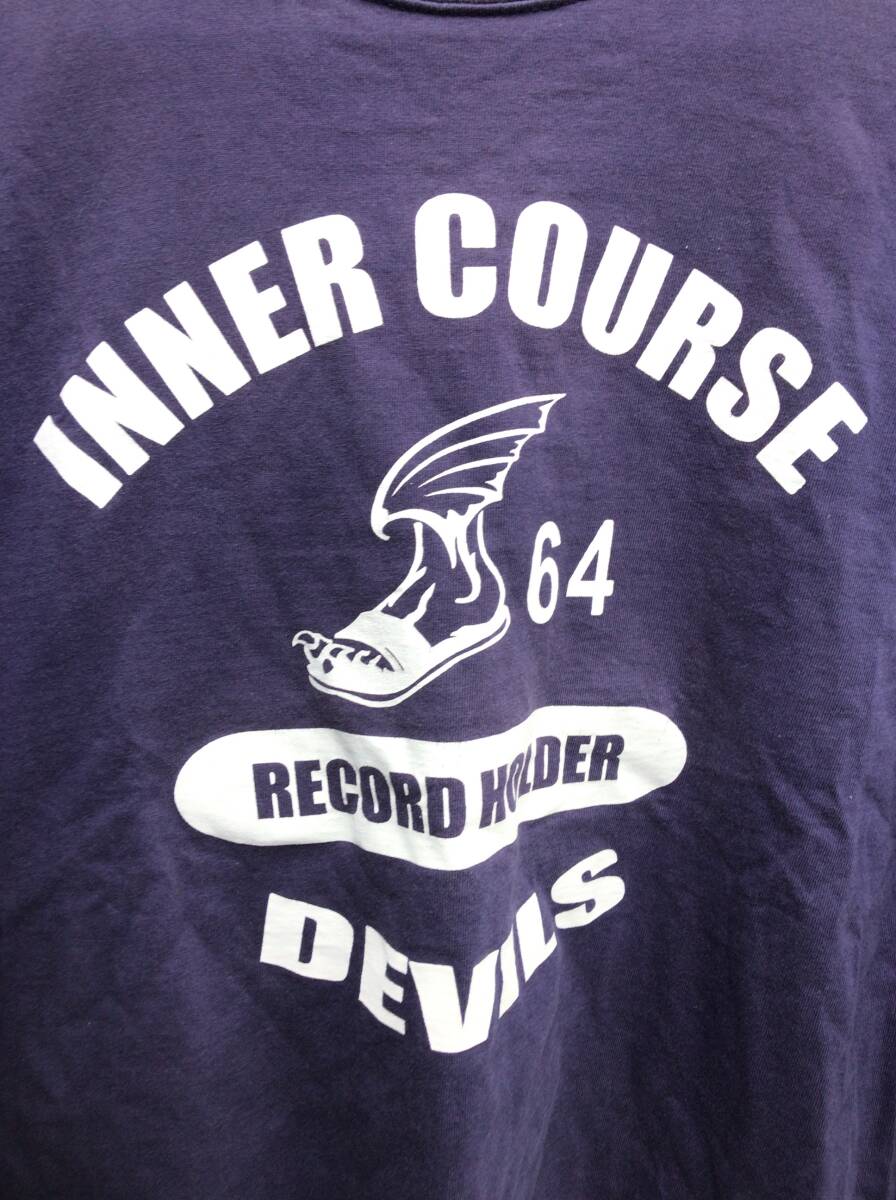 INNER COURSE
64
RECORD HOLDER
DEVILS